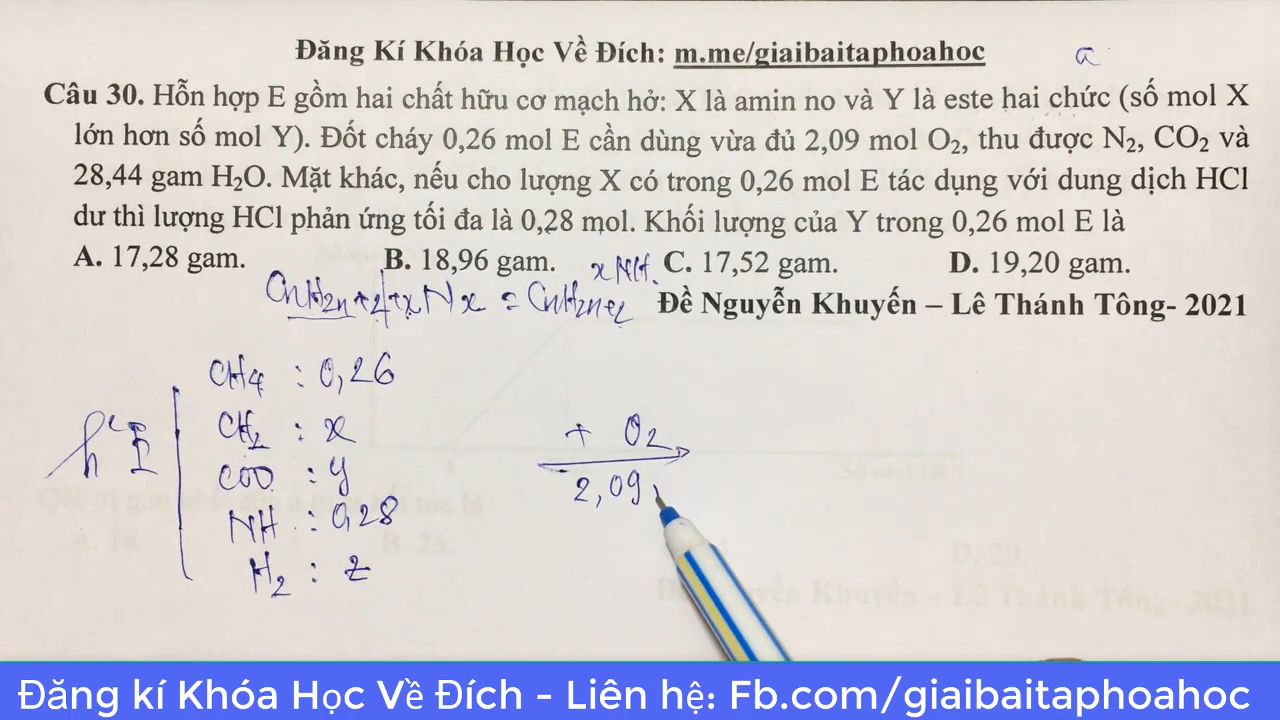 Đăng Kí Khóa Học Về Đích: m.me/giaibaitaphoahoc
a
Câu 30. Hỗn hợp E gồm hai chất hữu cơ mạch hở: X là amin no và Y là este hai chức (số mol X
lớn hơn số mol Y). Đốt cháy 0,26 mol E cần dùng vừa đủ 2,09 mol O₂, thu được N₂, CO₂ và
28,44 gam H₂O. Mặt khác, nếu cho lượng X có trong 0,26 mol E tác dụng với dung dịch HCl
dư thì lượng HCl phản ứng tối đa là 0,28 mol. Khối lượng của Y trong 0,26 mol E là
A. 17,28 gam. B. 18,96 gam. C. 17,52 gam. D. 19,20 gam.
CnH2n+2+xNx = CnH2n+2 xNH.
Đề Nguyễn Khuyến – Lê Thánh Tông- 2021
CH4 : 0,26
CH2 : x
COO : y
NH : 0,28
H2 : z
h² E
+ O2
2,09
Đăng kí Khóa Học Về Đích - Liên hệ: Fb.com/giaibaitaphoahoc